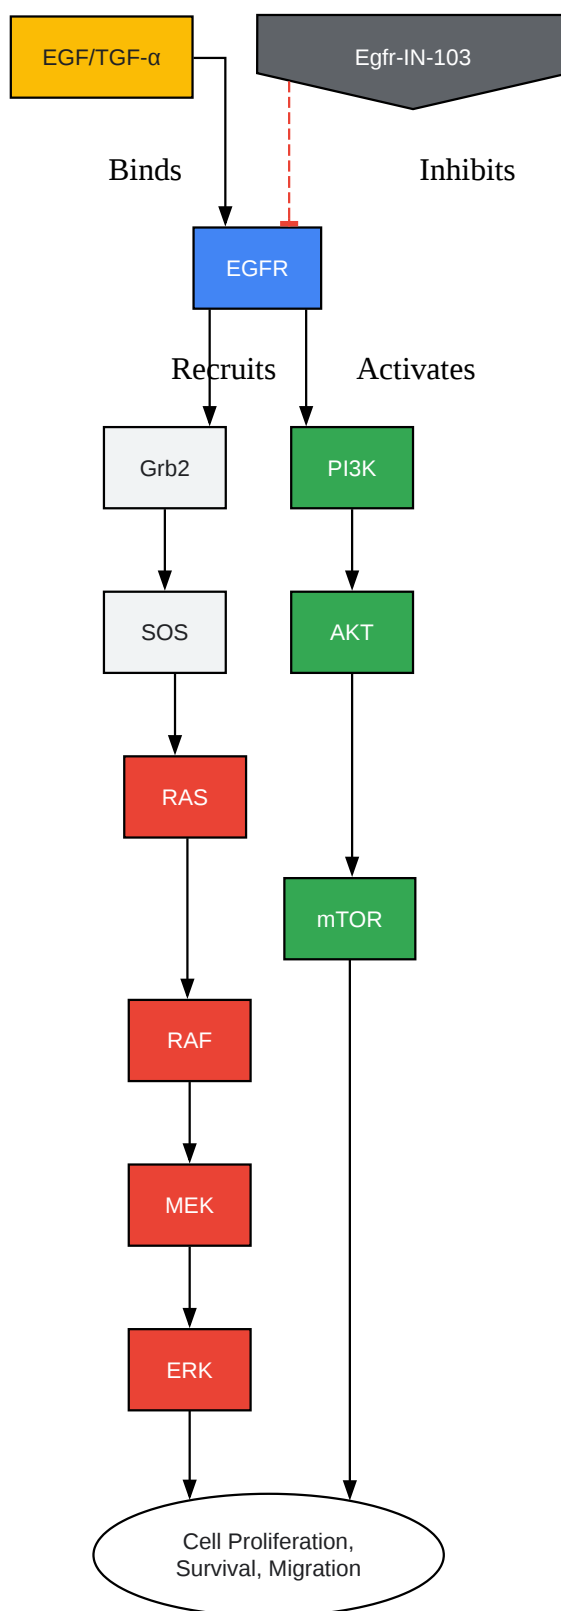 EGF/TGF-α
Egfr-IN-103
Binds
Inhibits
EGFR
Recruits
Activates
Grb2
PI3K
SOS
AKT
RAS
mTOR
RAF
MEK
ERK
Cell Proliferation,
Survival, Migration